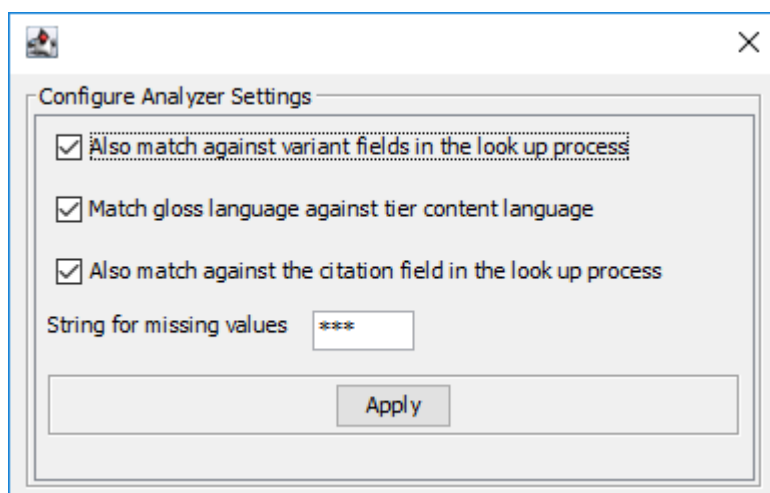 Configure Analyzer Settings
Also match against variant fields in the look up process
Match gloss language against tier content language
Also match against the citation field in the look up process
String for missing values ***
Apply